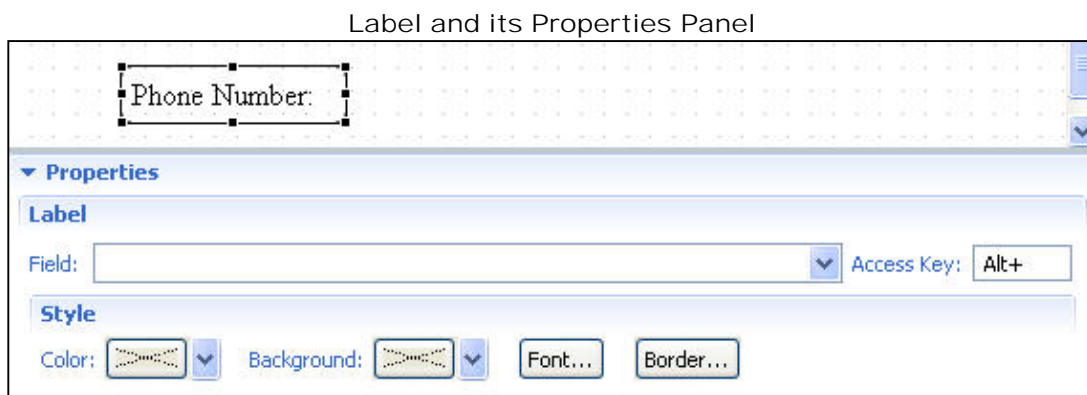 Label and its Properties Panel
Phone Number:
Properties
Label
Field: Access Key: Alt+
Style
Color: Background: Font... Border...